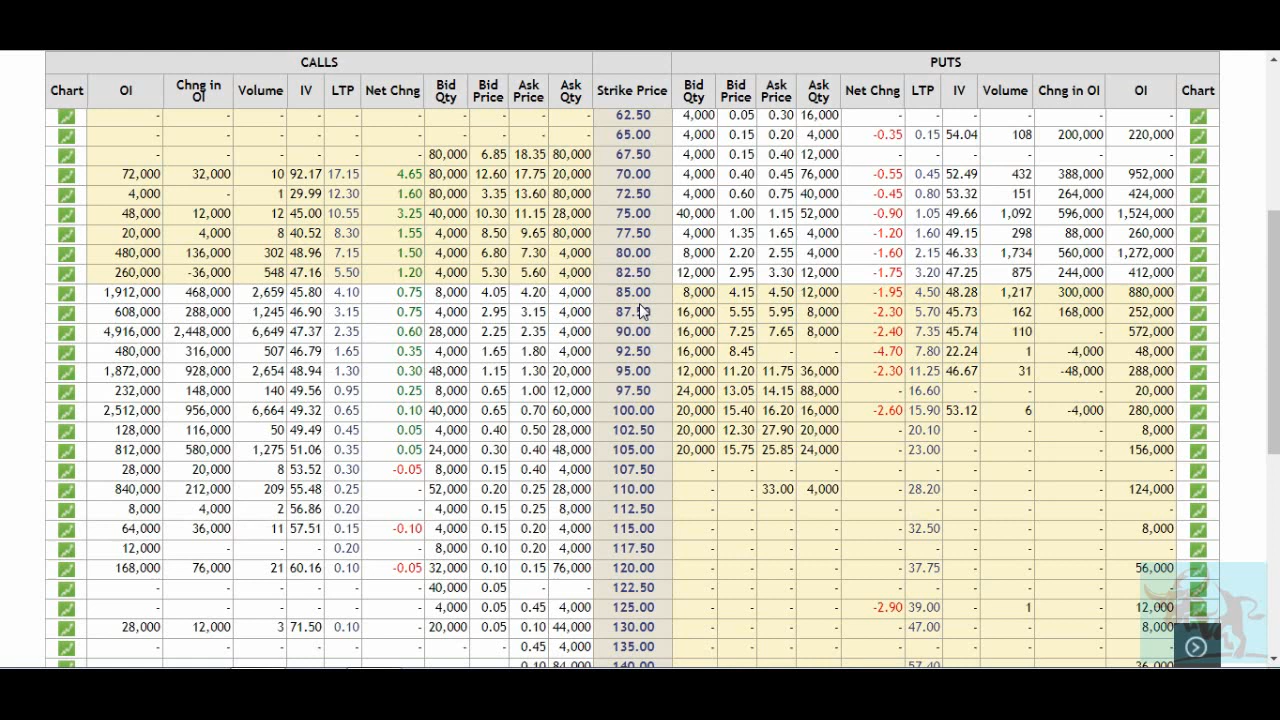 CALLS PUTS
Chart OI Chng in OI Volume IV LTP Net Chng Bid Qty Bid Price Ask Price Ask Qty Strike Price Bid Qty Bid Price Ask Price Ask Qty Net Chng LTP IV Volume Chng in OI OI Chart
- - - - - - - - - - 62.50 4,000 0.05 0.30 16,000 - - - - - -
- - - - - - - - - - 65.00 4,000 0.15 0.20 4,000 -0.35 0.15 54.04 108 200,000 220,000
- - - - - - 80,000 6.85 18.35 80,000 67.50 4,000 0.15 0.40 12,000 - - - - - -
72,000 32,000 10 92.17 17.15 4.65 80,000 12.60 17.75 20,000 70.00 4,000 0.40 0.45 76,000 -0.55 0.45 52.49 432 388,000 952,000
4,000 - 1 29.99 12.30 1.60 80,000 3.35 13.60 80,000 72.50 4,000 0.60 0.75 40,000 -0.45 0.80 53.32 151 264,000 424,000
48,000 12,000 12 45.00 10.55 3.25 40,000 10.30 11.15 28,000 75.00 40,000 1.00 1.15 52,000 -0.90 1.05 49.66 1,092 596,000 1,524,000
20,000 4,000 8 40.52 8.30 1.55 4,000 8.50 9.65 80,000 77.50 4,000 1.35 1.65 4,000 -1.20 1.60 49.15 298 88,000 260,000
480,000 136,000 302 48.96 7.15 1.50 4,000 6.80 7.30 4,000 80.00 8,000 2.20 2.55 4,000 -1.60 2.15 46.33 1,734 560,000 1,272,000
260,000 -36,000 548 47.16 5.50 1.20 4,000 5.30 5.60 4,000 82.50 12,000 2.95 3.30 12,000 -1.75 3.20 47.25 875 244,000 412,000
1,912,000 468,000 2,659 45.80 4.10 0.75 8,000 4.05 4.20 4,000 85.00 8,000 4.15 4.50 12,000 -1.95 4.50 48.28 1,217 300,000 880,000
608,000 288,000 1,245 46.90 3.15 0.75 4,000 2.95 3.15 4,000 16,000 5.55 5.95 8,000 -2.30 5.70 45.73 162 168,000 252,000
4,916,000 2,448,000 6,649 47.37 2.35 0.60 28,000 2.25 2.35 4,000 90.00 16,000 7.25 7.65 8,000 -2.40 7.35 45.74 110 - 572,000
480,000 316,000 507 46.79 1.65 0.35 4,000 1.65 1.80 4,000 92.50 16,000 8.45 - - -4.70 7.80 22.24 1 -4,000 48,000
1,872,000 928,000 2,654 48.94 1.30 0.30 48,000 1.15 1.30 12,000 95.00 12,000 11.20 11.75 36,000 -2.30 11.25 46.67 31 -48,000 288,000
232,000 148,000 140 49.56 0.95 0.25 8,000 0.65 1.00 12,000 97.50 24,000 13.05 14.15 88,000 - 16.60 - - - 20,000
2,512,000 956,000 6,664 49.32 0.65 0.10 40,000 0.65 0.70 60,000 100.00 20,000 15.40 16.20 16,000 -2.60 15.90 53.12 6 -4,000 280,000
128,000 116,000 50 49.49 0.45 0.05 4,000 0.40 0.50 28,000 102.50 20,000 12.30 27.90 20,000 - 20.10 - - - 8,000
812,000 580,000 1,275 51.06 0.35 0.05 24,000 0.30 0.40 48,000 105.00 20,000 15.75 25.85 24,000 - 23.00 - - - 156,000
28,000 20,000 8 53.52 0.30 -0.05 8,000 0.15 0.40 4,000 107.50 - - - - - - - - - -
840,000 212,000 209 55.48 0.25 - 52,000 0.20 0.25 28,000 110.00 - - 33.00 4,000 - 28.20 - - - 124,000
8,000 4,000 2 56.86 0.20 - 4,000 0.15 0.25 8,000 112.50 - - - - - - - - - -
64,000 36,000 11 57.51 0.15 -0.10 4,000 0.15 0.20 4,000 115.00 - - - - - 32.50 - - - 8,000
12,000 - - - 0.20 - 8,000 0.10 0.20 4,000 117.50 - - - - - - - - - -
168,000 76,000 21 60.16 0.10 -0.05 32,000 0.10 0.15 76,000 120.00 - - - - - 37.75 - - - 56,000
- - - - - - 40,000 0.05 - - 122.50 - - - - - - - - - -
- - - - - - 4,000 0.05 0.45 4,000 125.00 - - - - -2.90 39.00 - 1 - 12,000
28,000 12,000 3 71.50 0.10 - 20,000 0.05 0.10 44,000 130.00 - - - - - 47.00 - - - 8,000
- - - - - - - - 0.45 4,000 135.00 - - - - - - - - -